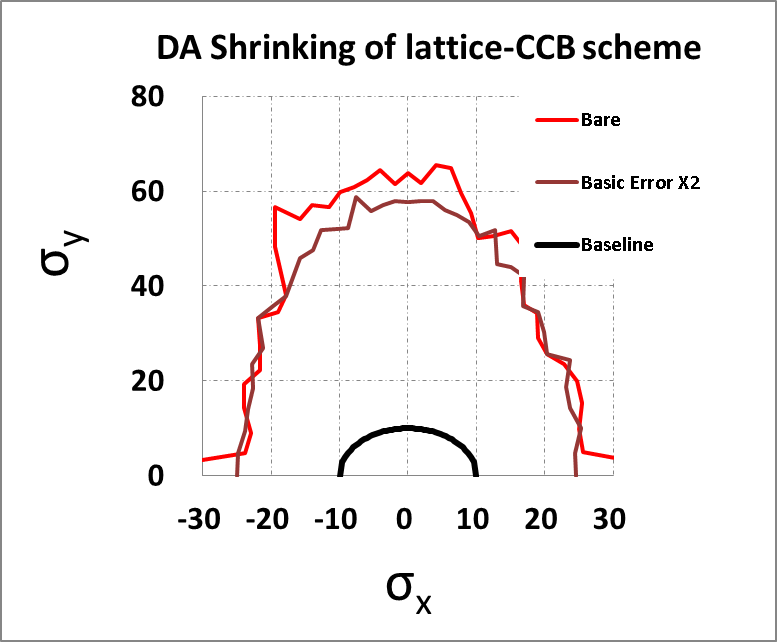 DA Shrinking of lattice-CCB scheme
80
60
40
20
0
σy
Bare
Basic Error X2
Baseline
-30 -20 -10 0 10 20 30
σx